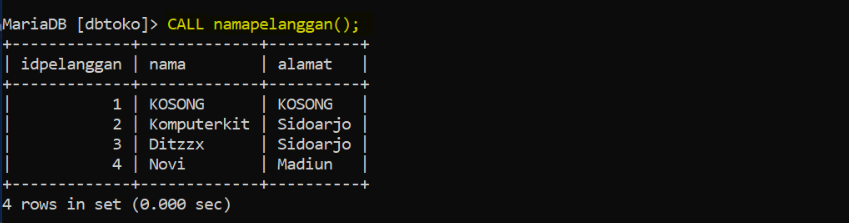 MariaDB [dbtoko]> CALL namapelanggan();
+-------------+-------------+----------+
| idpelanggan | nama        | alamat   |
+-------------+-------------+----------+
|           1 | KOSONG      | KOSONG   |
|           2 | Komputerkit | Sidoarjo |
|           3 | Ditzzx      | Sidoarjo |
|           4 | Novi        | Madiun   |
+-------------+-------------+----------+
4 rows in set (0.000 sec)